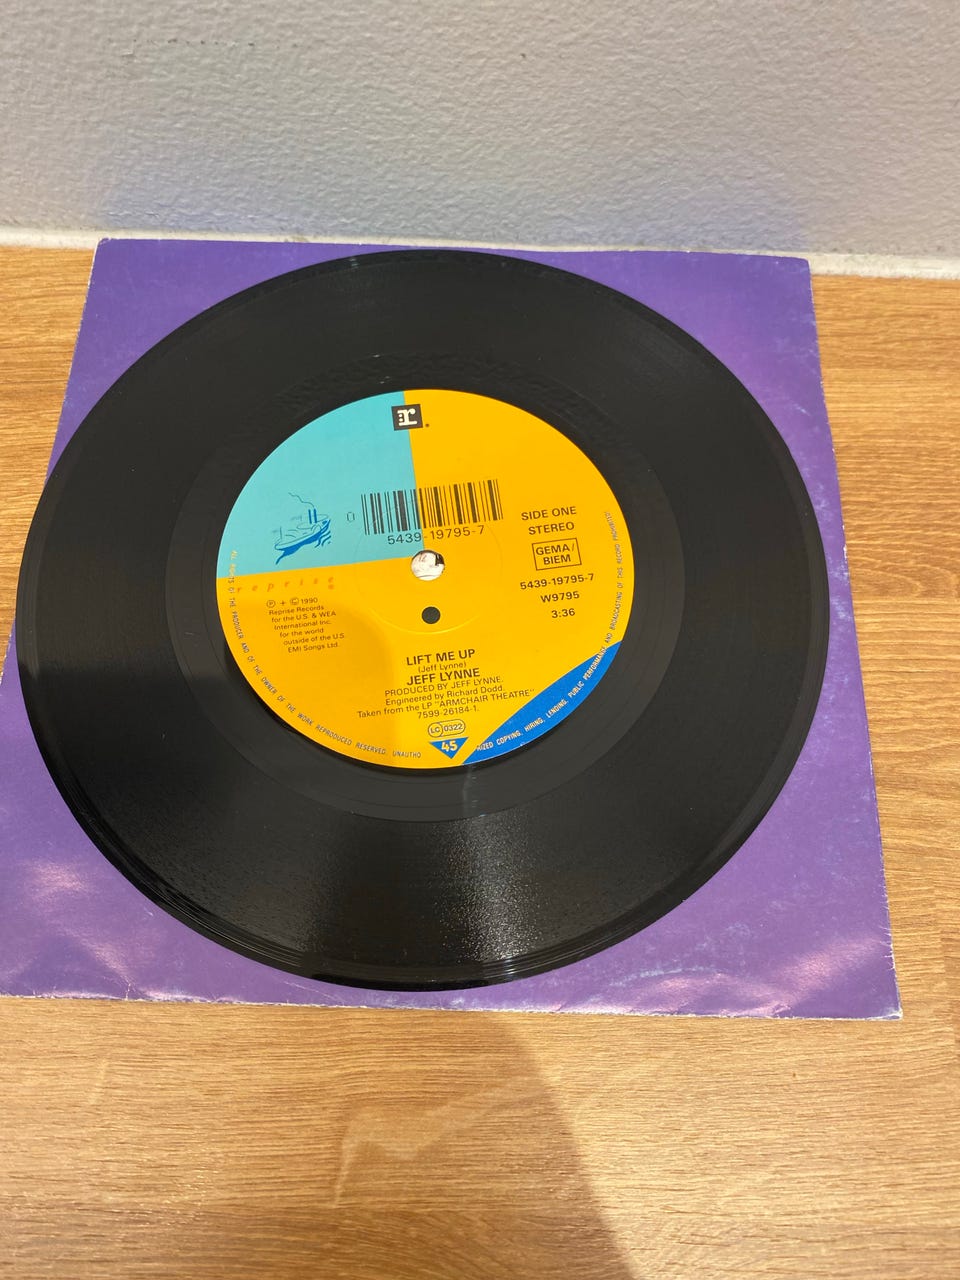 :r.
0
5439-19795-7
SIDE ONE
STEREO
GEMA/
BIEM
5439-19795-7
W9795
3:36
reprise
℗ + © 1990
Reprise Records
for the U.S. & WEA
International Inc.
for the world
outside of the U.S.
EMI Songs Ltd.
LIFT ME UP
(Jeff Lynne)
JEFF LYNNE
PRODUCED BY JEFF LYNNE.
Engineered by Richard Dodd.
Taken from the LP "ARMCHAIR THEATRE"
7599-26184-1.
LC 0322
45
ALL RIGHTS OF THE PRODUCER AND OF THE OWNER OF THE WORK REPRODUCED RESERVED. UNAUTHO
RIZED COPYING, HIRING, LENDING, PUBLIC PERFORMANCE AND BROADCASTING OF THIS RECORD PROHIBITED!